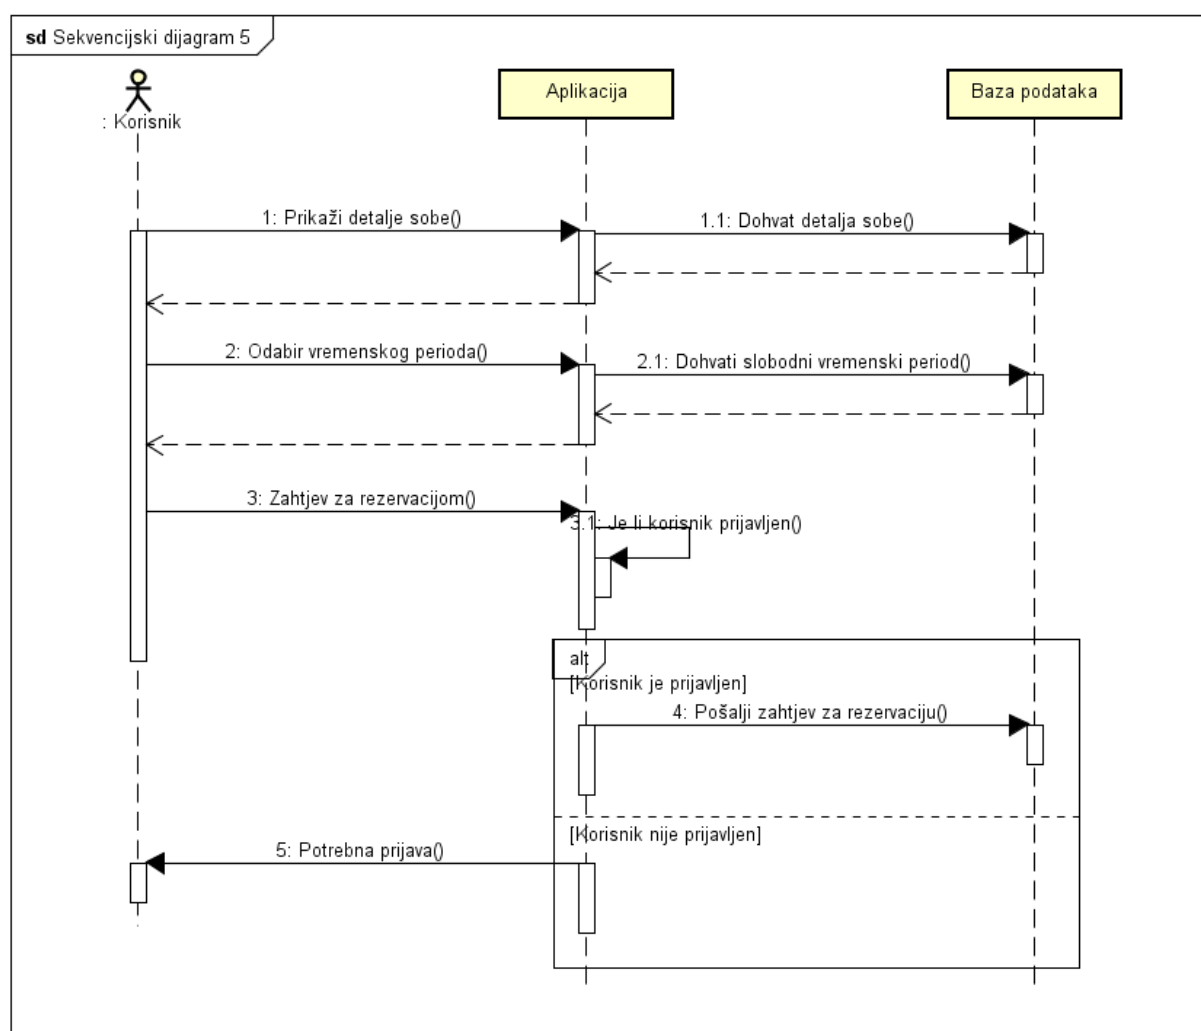 sd Sekvencijski dijagram 5
: Korisnik
Aplikacija
Baza podataka
1: Prikaži detalje sobe()
1.1: Dohvat detalja sobe()
2: Odabir vremenskog perioda()
2.1: Dohvati slobodni vremenski period()
3: Zahtjev za rezervacijom()
3.1: Je li korisnik prijavljen()
alt
[Korisnik je prijavljen]
4: Pošalji zahtjev za rezervaciju()
[Korisnik nije prijavljen]
5: Potrebna prijava()